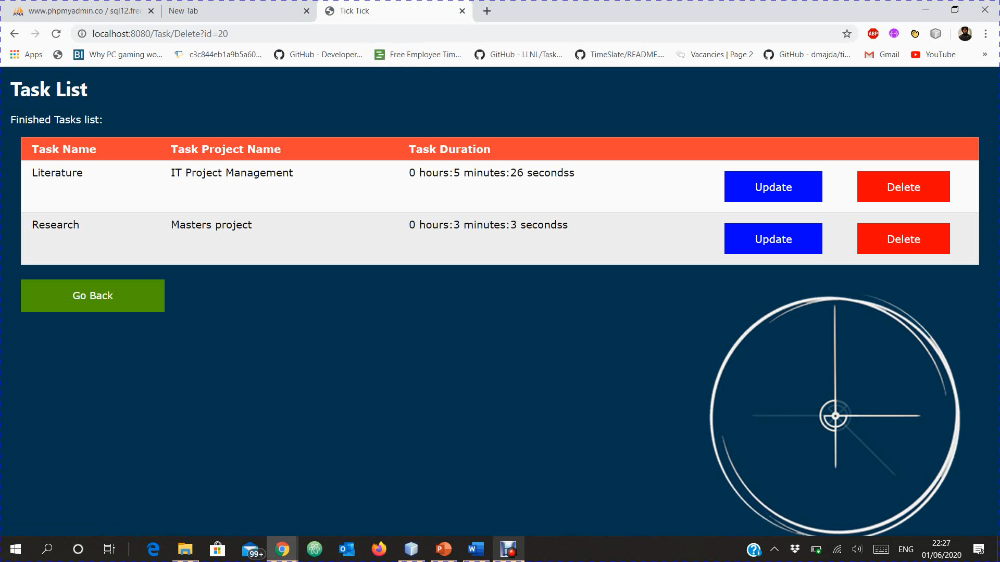 www.phpmyadmin.co / sql12.free
New Tab
Tick Tick
localhost:8080/Task/Delete?id=20
ABP
Apps
BI Why PC gaming wo...
c3c844eb1a9b5a60...
GitHub - Developer...
Free Employee Tim...
GitHub - LLNL/Task...
TimeSlate/README....
Vacancies | Page 2
GitHub - dmajda/ti...
Gmail
YouTube
»
Task List
Finished Tasks list:
Task Name Task Project Name Task Duration
Literature IT Project Management 0 hours:5 minutes:26 secondss Update Delete
Research Masters project 0 hours:3 minutes:3 secondss Update Delete
Go Back
99+
ENG
22:27
01/06/2020